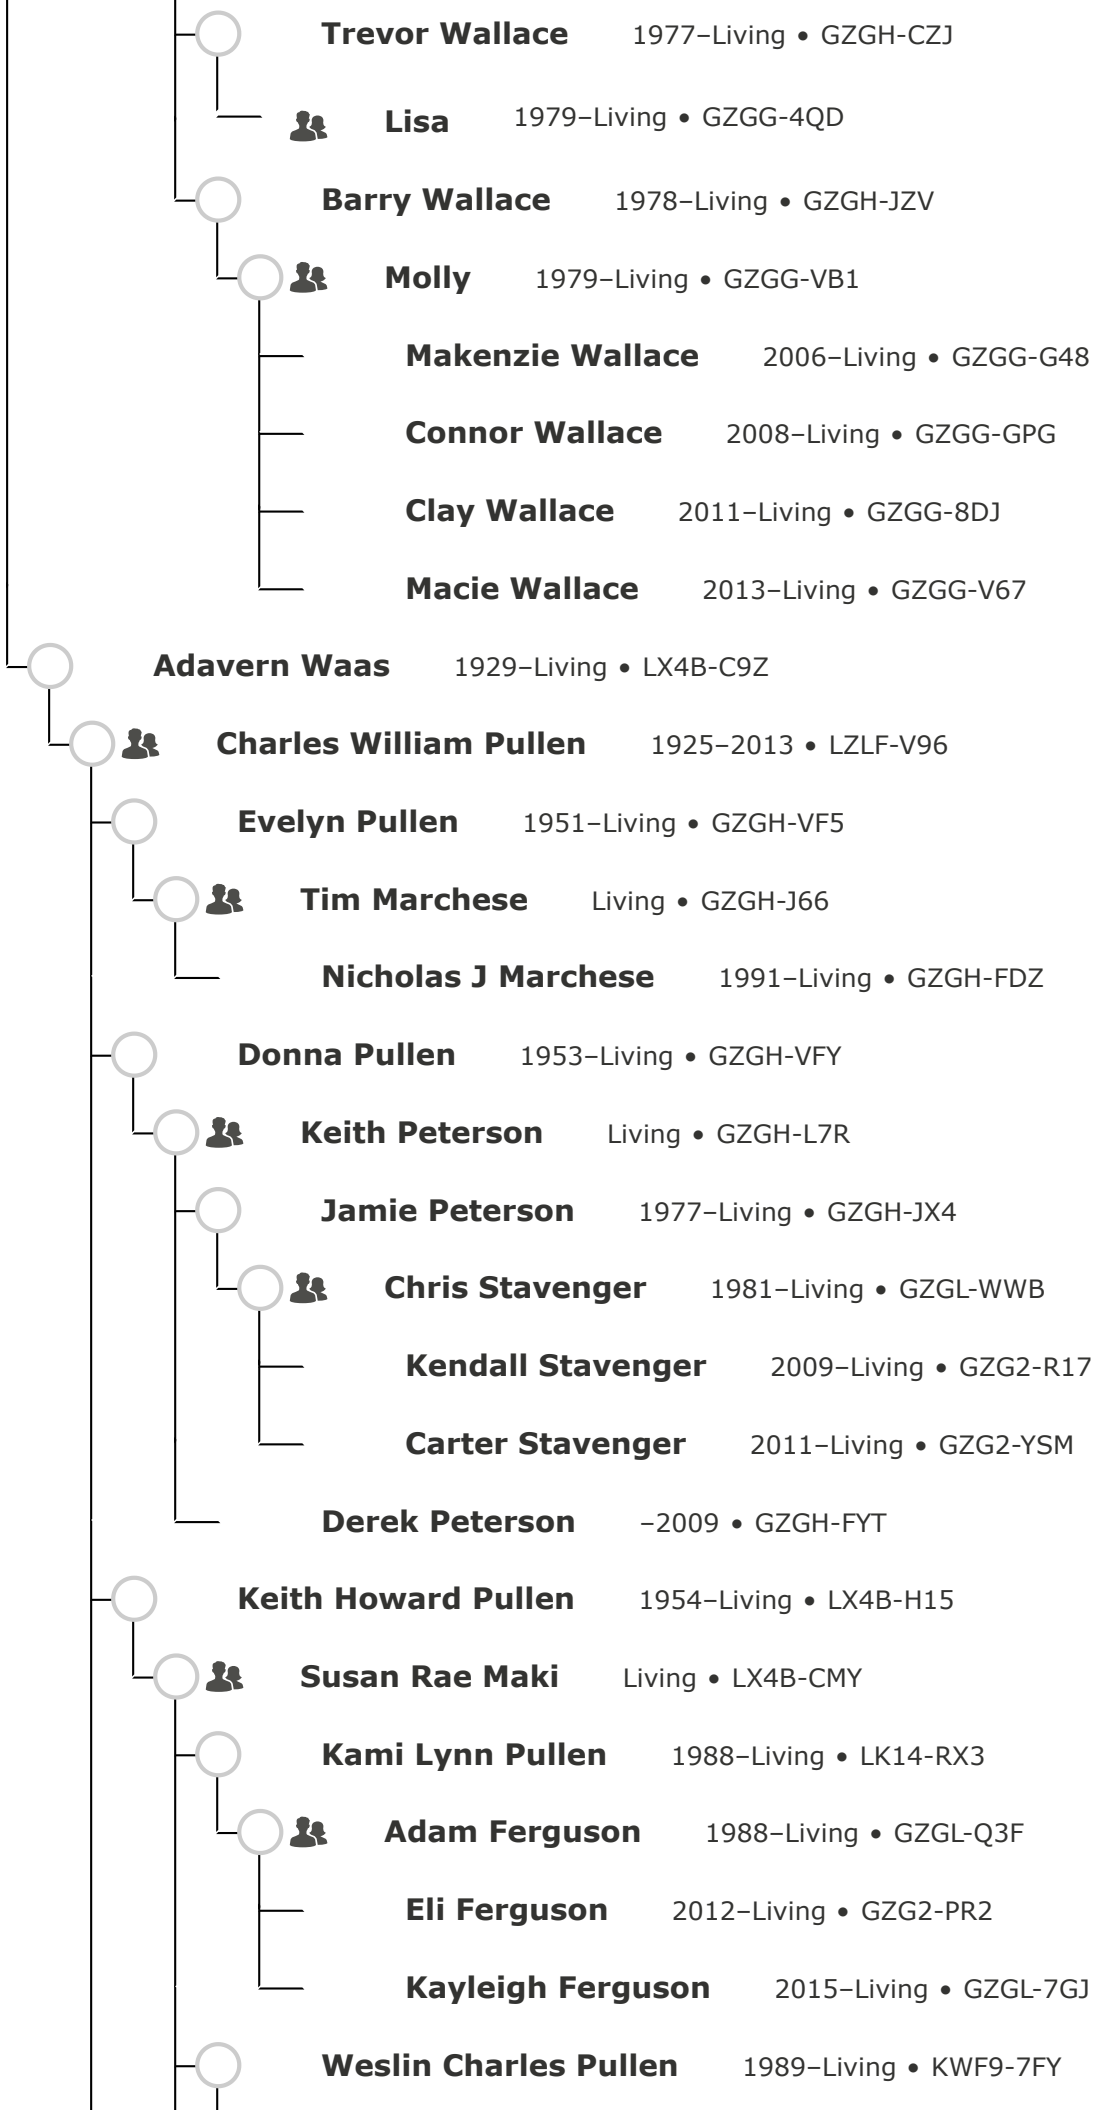 Trevor Wallace 1977–Living • GZGH-CZJ
Lisa 1979–Living • GZGG-4QD
Barry Wallace 1978–Living • GZGH-JZV
Molly 1979–Living • GZGG-VB1
Makenzie Wallace 2006–Living • GZGG-G48
Connor Wallace 2008–Living • GZGG-GPG
Clay Wallace 2011–Living • GZGG-8DJ
Macie Wallace 2013–Living • GZGG-V67
Adavern Waas 1929–Living • LX4B-C9Z
Charles William Pullen 1925–2013 • LZLF-V96
Evelyn Pullen 1951–Living • GZGH-VF5
Tim Marchese Living • GZGH-J66
Nicholas J Marchese 1991–Living • GZGH-FDZ
Donna Pullen 1953–Living • GZGH-VFY
Keith Peterson Living • GZGH-L7R
Jamie Peterson 1977–Living • GZGH-JX4
Chris Stavenger 1981–Living • GZGL-WWB
Kendall Stavenger 2009–Living • GZG2-R17
Carter Stavenger 2011–Living • GZG2-YSM
Derek Peterson –2009 • GZGH-FYT
Keith Howard Pullen 1954–Living • LX4B-H15
Susan Rae Maki Living • LX4B-CMY
Kami Lynn Pullen 1988–Living • LK14-RX3
Adam Ferguson 1988–Living • GZGL-Q3F
Eli Ferguson 2012–Living • GZG2-PR2
Kayleigh Ferguson 2015–Living • GZGL-7GJ
Weslin Charles Pullen 1989–Living • KWF9-7FY